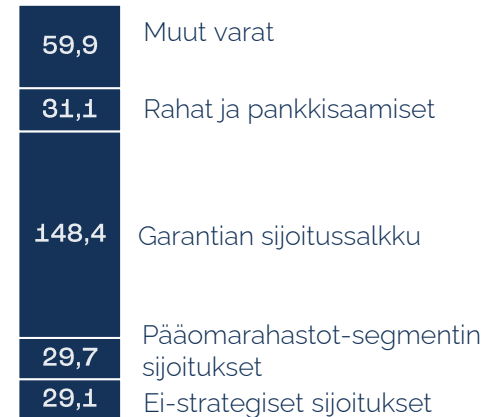 59,9 Muut varat
31,1 Rahat ja pankkisaamiset
148,4 Garantian sijoitussalkku
29,7 Pääomarahastot-segmentin
sijoitukset
29,1 Ei-strategiset sijoitukset